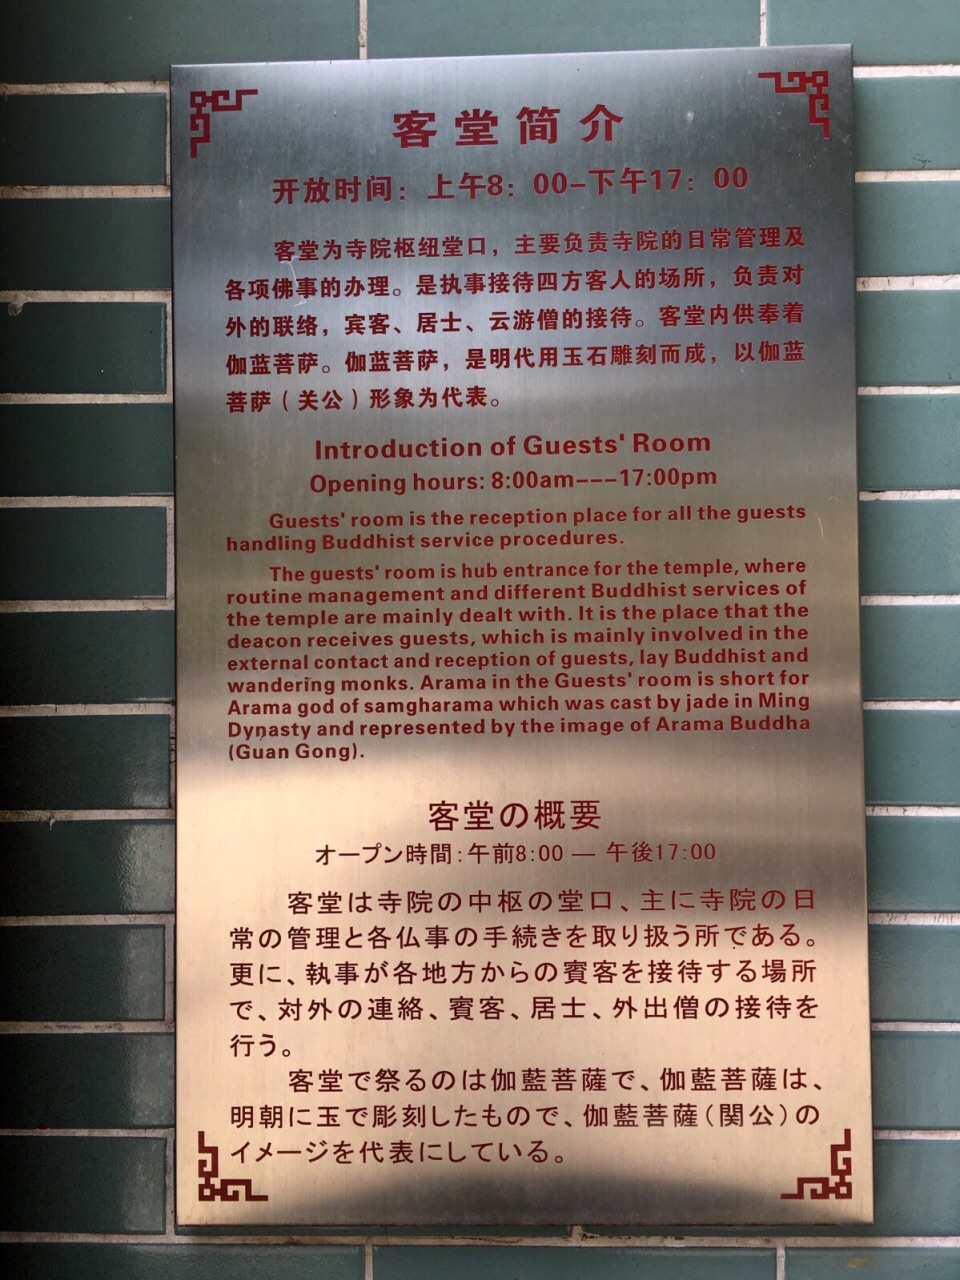 客堂简介
开放时间：上午8：00-下午17：00
客堂为寺院枢纽堂口，主要负责寺院的日常管理及
各项佛事的办理。是执事接待四方客人的场所，负责对
外的联络，宾客、居士、云游僧的接待。客堂内供奉着
伽蓝菩萨。伽蓝菩萨，是明代用玉石雕刻而成，以伽蓝
菩萨（关公）形象为代表。
Introduction of Guests' Room
Opening hours: 8:00am---17:00pm
Guests' room is the reception place for all the guests
handling Buddhist service procedures.
The guests' room is hub entrance for the temple, where
routine management and different Buddhist services of
the temple are mainly dealt with. It is the place that the
deacon receives guests, which is mainly involved in the
external contact and reception of guests, lay Buddhist and
wandering monks. Arama in the Guests' room is short for
Arama god of samgharama which was cast by jade in Ming
Dynasty and represented by the image of Arama Buddha
(Guan Gong).
客堂の概要
オープン時間：午前8:00 — 午後17:00
客堂は寺院の中枢の堂口、主に寺院の日
常の管理と各仏事の手続きを取り扱う所である。
更に、執事が各地方からの賓客を接待する場所
で、対外の連絡、賓客、居士、外出僧の接待を
行う。
客堂で祭るのは伽藍菩薩で、伽藍菩薩は、
明朝に玉で彫刻したもので、伽藍菩薩（関公）の
イメージを代表にしている。